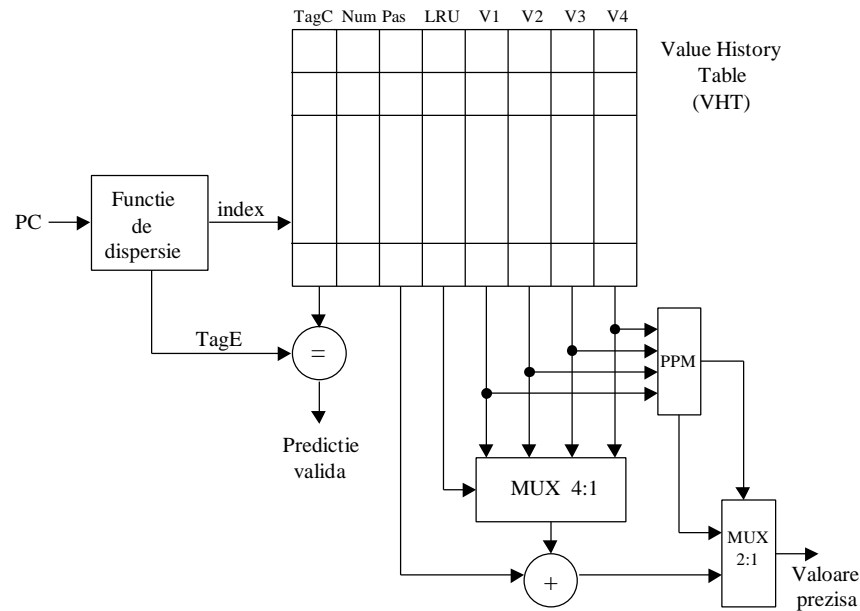 TagC Num Pas LRU V1 V2 V3 V4
Value History
Table
(VHT)
Functie
de
dispersie
PC
index
TagE
=
PPM
Predictie
valida
MUX 4:1
MUX
2:1
+
Valoare
prezisa